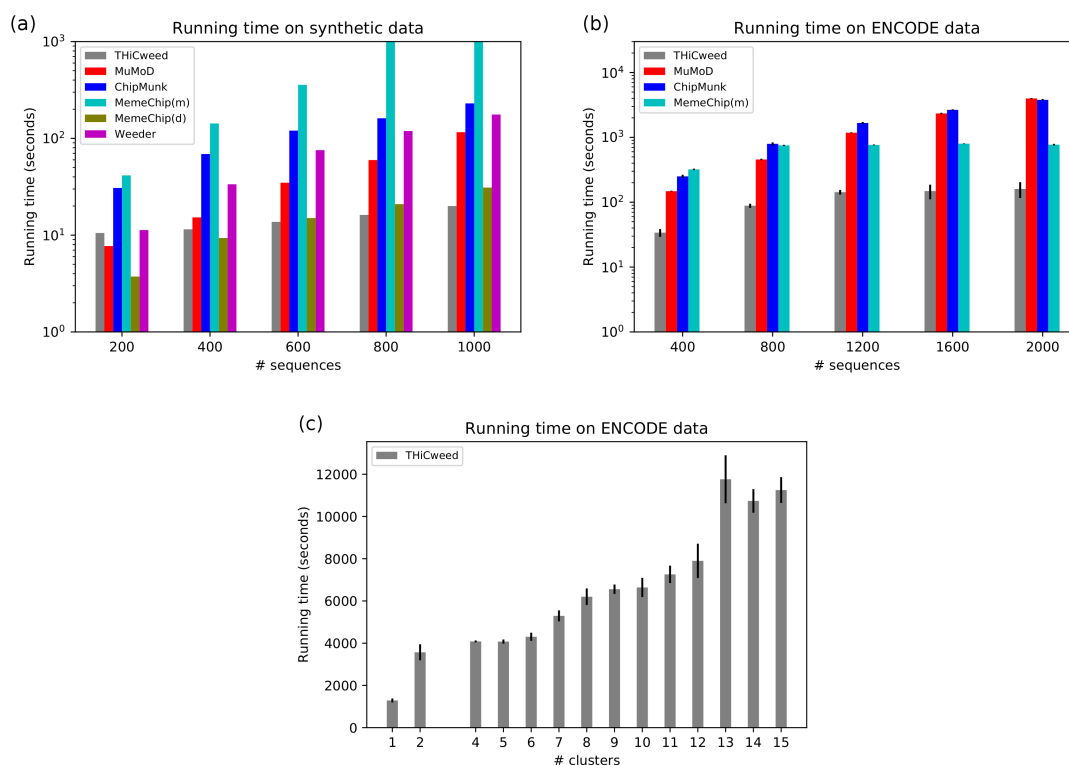 (a)
Running time on synthetic data
10^3
10^2
10^1
10^0
Running time (seconds)
THiCweed
MuMoD
ChipMunk
MemeChip(m)
MemeChip(d)
Weeder
200 400 600 800 1000
# sequences
(b)
Running time on ENCODE data
10^4
10^3
10^2
10^1
10^0
Running time (seconds)
THiCweed
MuMoD
ChipMunk
MemeChip(m)
400 800 1200 1600 2000
# sequences
(c)
Running time on ENCODE data
THiCweed
12000
10000
8000
6000
4000
2000
0
Running time (seconds)
1 2 4 5 6 7 8 9 10 11 12 13 14 15
# clusters